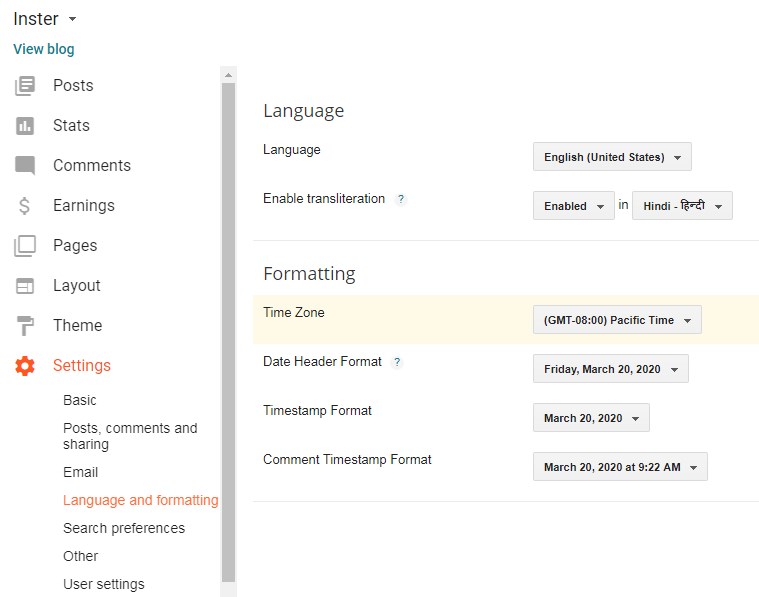 Inster
View blog
Posts
Stats
Comments
Earnings
Pages
Layout
Theme
Settings
Basic
Posts, comments and
sharing
Email
Language and formatting
Search preferences
Other
User settings
Language
Language English (United States)
Enable transliteration ? Enabled in Hindi - हिन्दी
Formatting
Time Zone (GMT-08:00) Pacific Time
Date Header Format ? Friday, March 20, 2020
Timestamp Format March 20, 2020
Comment Timestamp Format March 20, 2020 at 9:22 AM